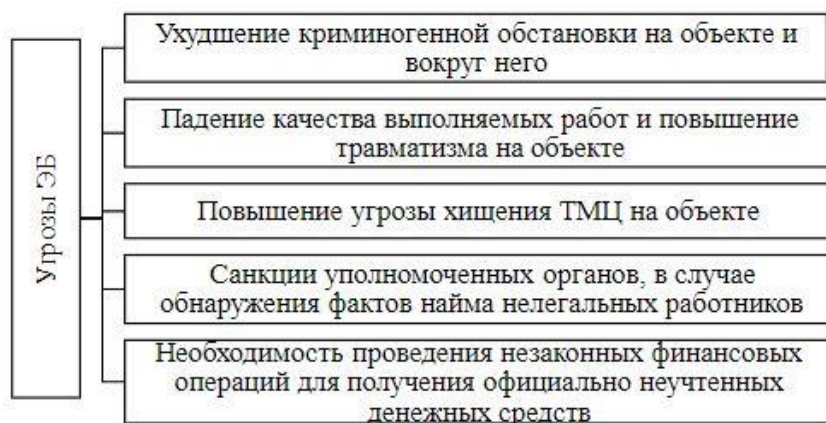 Угрозы ЭБ
Ухудшение криминогенной обстановки на объекте и
вокруг него
Падение качества выполняемых работ и повышение
травматизма на объекте
Повышение угрозы хищения ТМЦ на объекте
Санкции уполномоченных органов, в случае
обнаружения фактов найма нелегальных работников
Необходимость проведения незаконных финансовых
операций для получения официально неучтенных
денежных средств